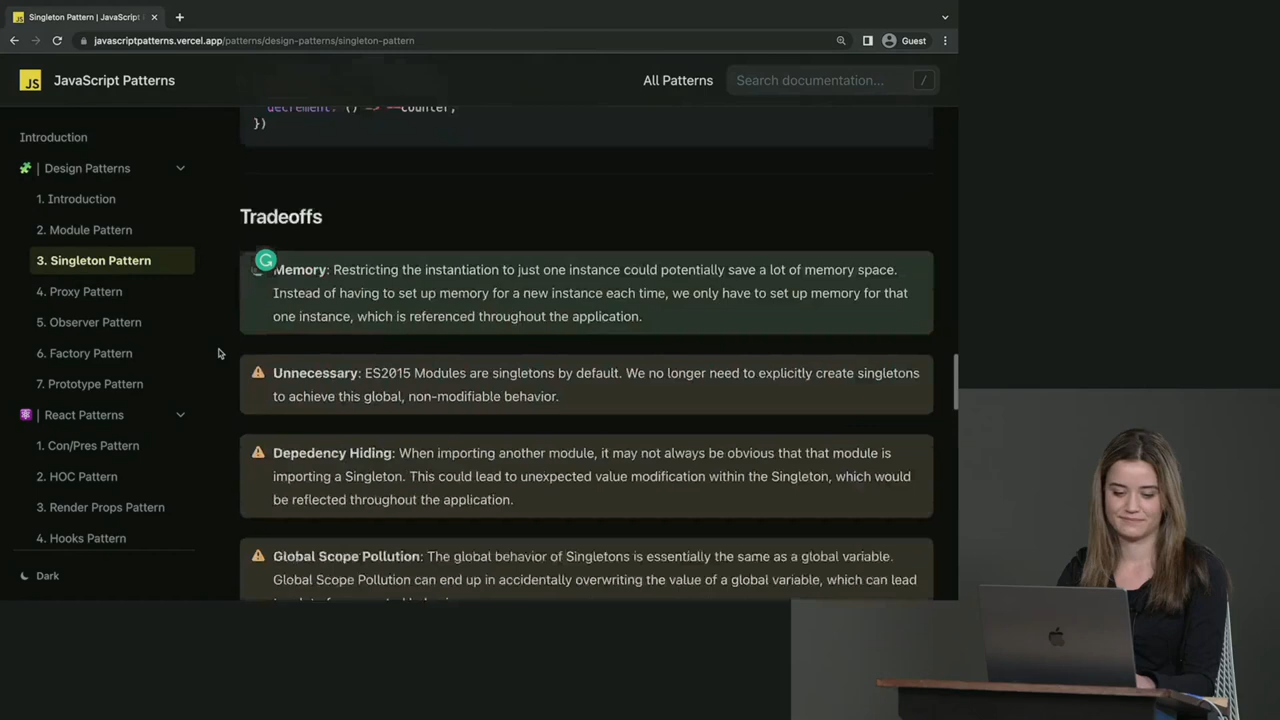 Singleton Pattern | JavaScript
javascriptpatterns.vercel.app/patterns/design-patterns/singleton-pattern
Guest
JS
JavaScript Patterns
All Patterns
Search documentation...
/
Introduction
| Design Patterns
1. Introduction
2. Module Pattern
3. Singleton Pattern
4. Proxy Pattern
5. Observer Pattern
6. Factory Pattern
7. Prototype Pattern
| React Patterns
1. Con/Pres Pattern
2. HOC Pattern
3. Render Props Pattern
4. Hooks Pattern
Dark
decrement: () => --counter,
})
Tradeoffs
Memory: Restricting the instantiation to just one instance could potentially save a lot of memory space.
Instead of having to set up memory for a new instance each time, we only have to set up memory for that
one instance, which is referenced throughout the application.
Unnecessary: ES2015 Modules are singletons by default. We no longer need to explicitly create singletons
to achieve this global, non-modifiable behavior.
Depedency Hiding: When importing another module, it may not always be obvious that that module is
importing a Singleton. This could lead to unexpected value modification within the Singleton, which would
be reflected throughout the application.
Global Scope Pollution: The global behavior of Singletons is essentially the same as a global variable.
Global Scope Pollution can end up in accidentally overwriting the value of a global variable, which can lead